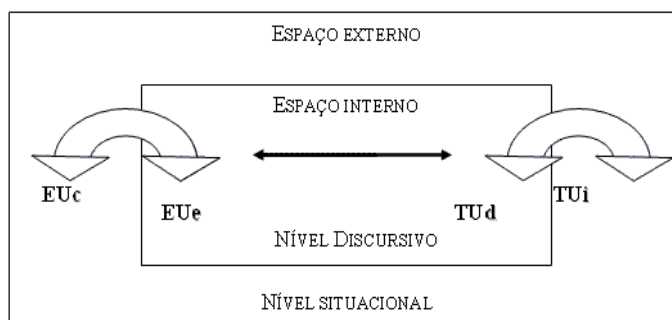 ESPAÇO EXTERNO
ESPAÇO INTERNO
EUc
EUe
TUd
TUi
NÍVEL DISCURSIVO
NÍVEL SITUACIONAL